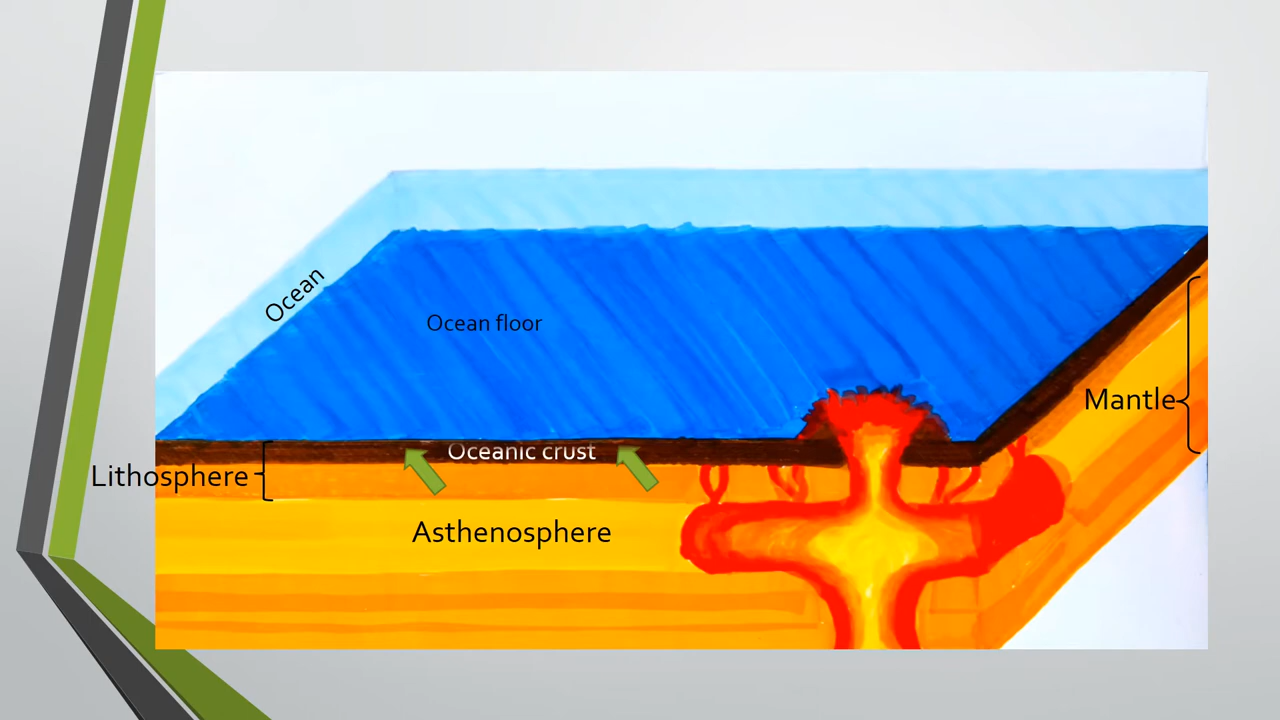 Ocean
Ocean floor
Mantle
Oceanic crust
Lithosphere
Asthenosphere